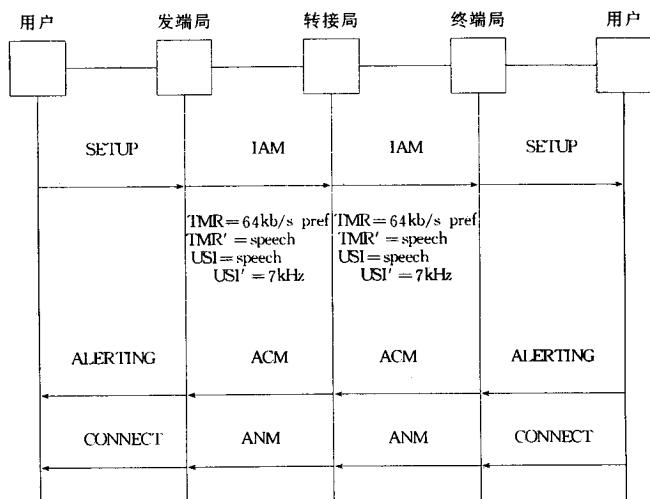 用户 发端局 转接局 终端局 用户
SETUP IAM IAM SETUP
TMR=64kb/s pref TMR=64kb/s pref
TMR′=speech TMR′=speech
USI=speech USI=speech
USI′=7kHz USI′=7kHz
ALERTING ACM ACM ALERTING
CONNECT ANM ANM CONNECT